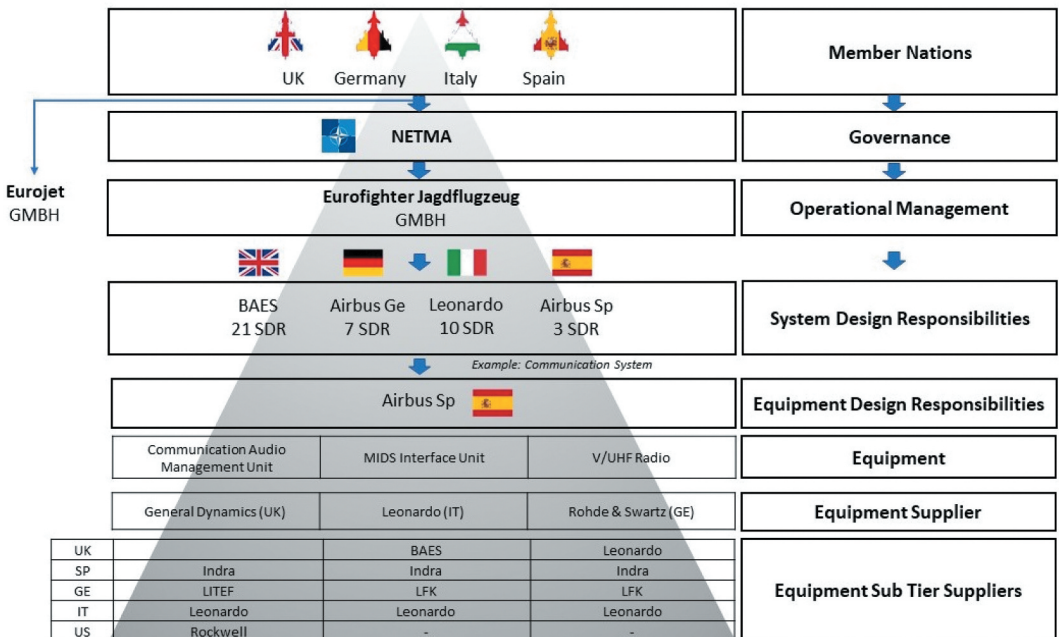 UK Germany Italy Spain
Member Nations
NETMA
Governance
Eurojet
GMBH
Eurofighter Jagdflugzeug
GMBH
Operational Management
BAES Airbus Ge Leonardo Airbus Sp
21 SDR 7 SDR 10 SDR 3 SDR
System Design Responsibilities
Example: Communication System
Airbus Sp
Equipment Design Responsibilities
Communication Audio
Management Unit
MIDS Interface Unit
V/UHF Radio
Equipment
General Dynamics (UK) Leonardo (IT) Rohde & Swartz (GE)
Equipment Supplier
UK BAES Leonardo
SP Indra Indra Indra
GE LITEF LFK LFK
IT Leonardo Leonardo Leonardo
US Rockwell - -
Equipment Sub Tier Suppliers